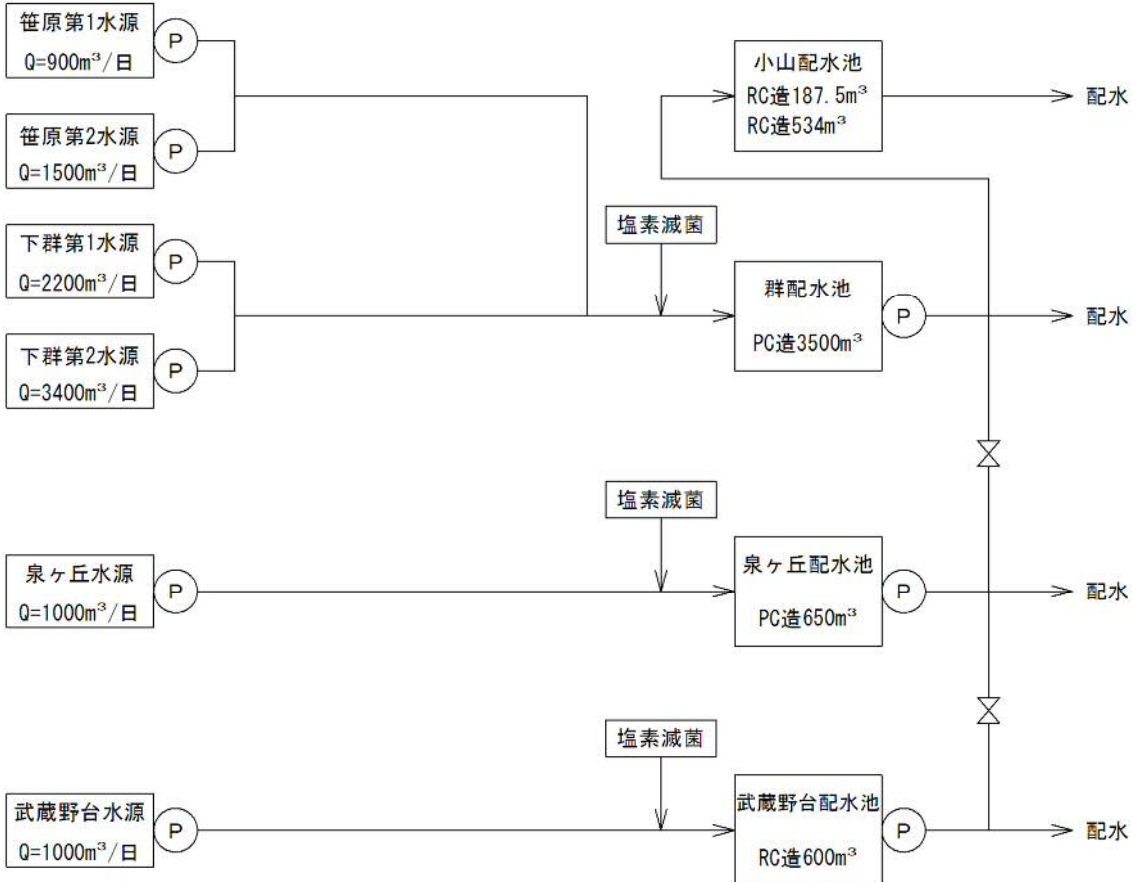 笹原第1水源
Q=900m³/日
P
笹原第2水源
Q=1500m³/日
P
下群第1水源
Q=2200m³/日
P
下群第2水源
Q=3400m³/日
P
塩素滅菌
小山配水池
RC造187.5m³
RC造534m³
配水
群配水池
PC造3500m³
P
配水
泉ヶ丘水源
Q=1000m³/日
P
塩素滅菌
泉ヶ丘配水池
PC造650m³
P
配水
武蔵野台水源
Q=1000m³/日
P
塩素滅菌
武蔵野台配水池
RC造600m³
P
配水